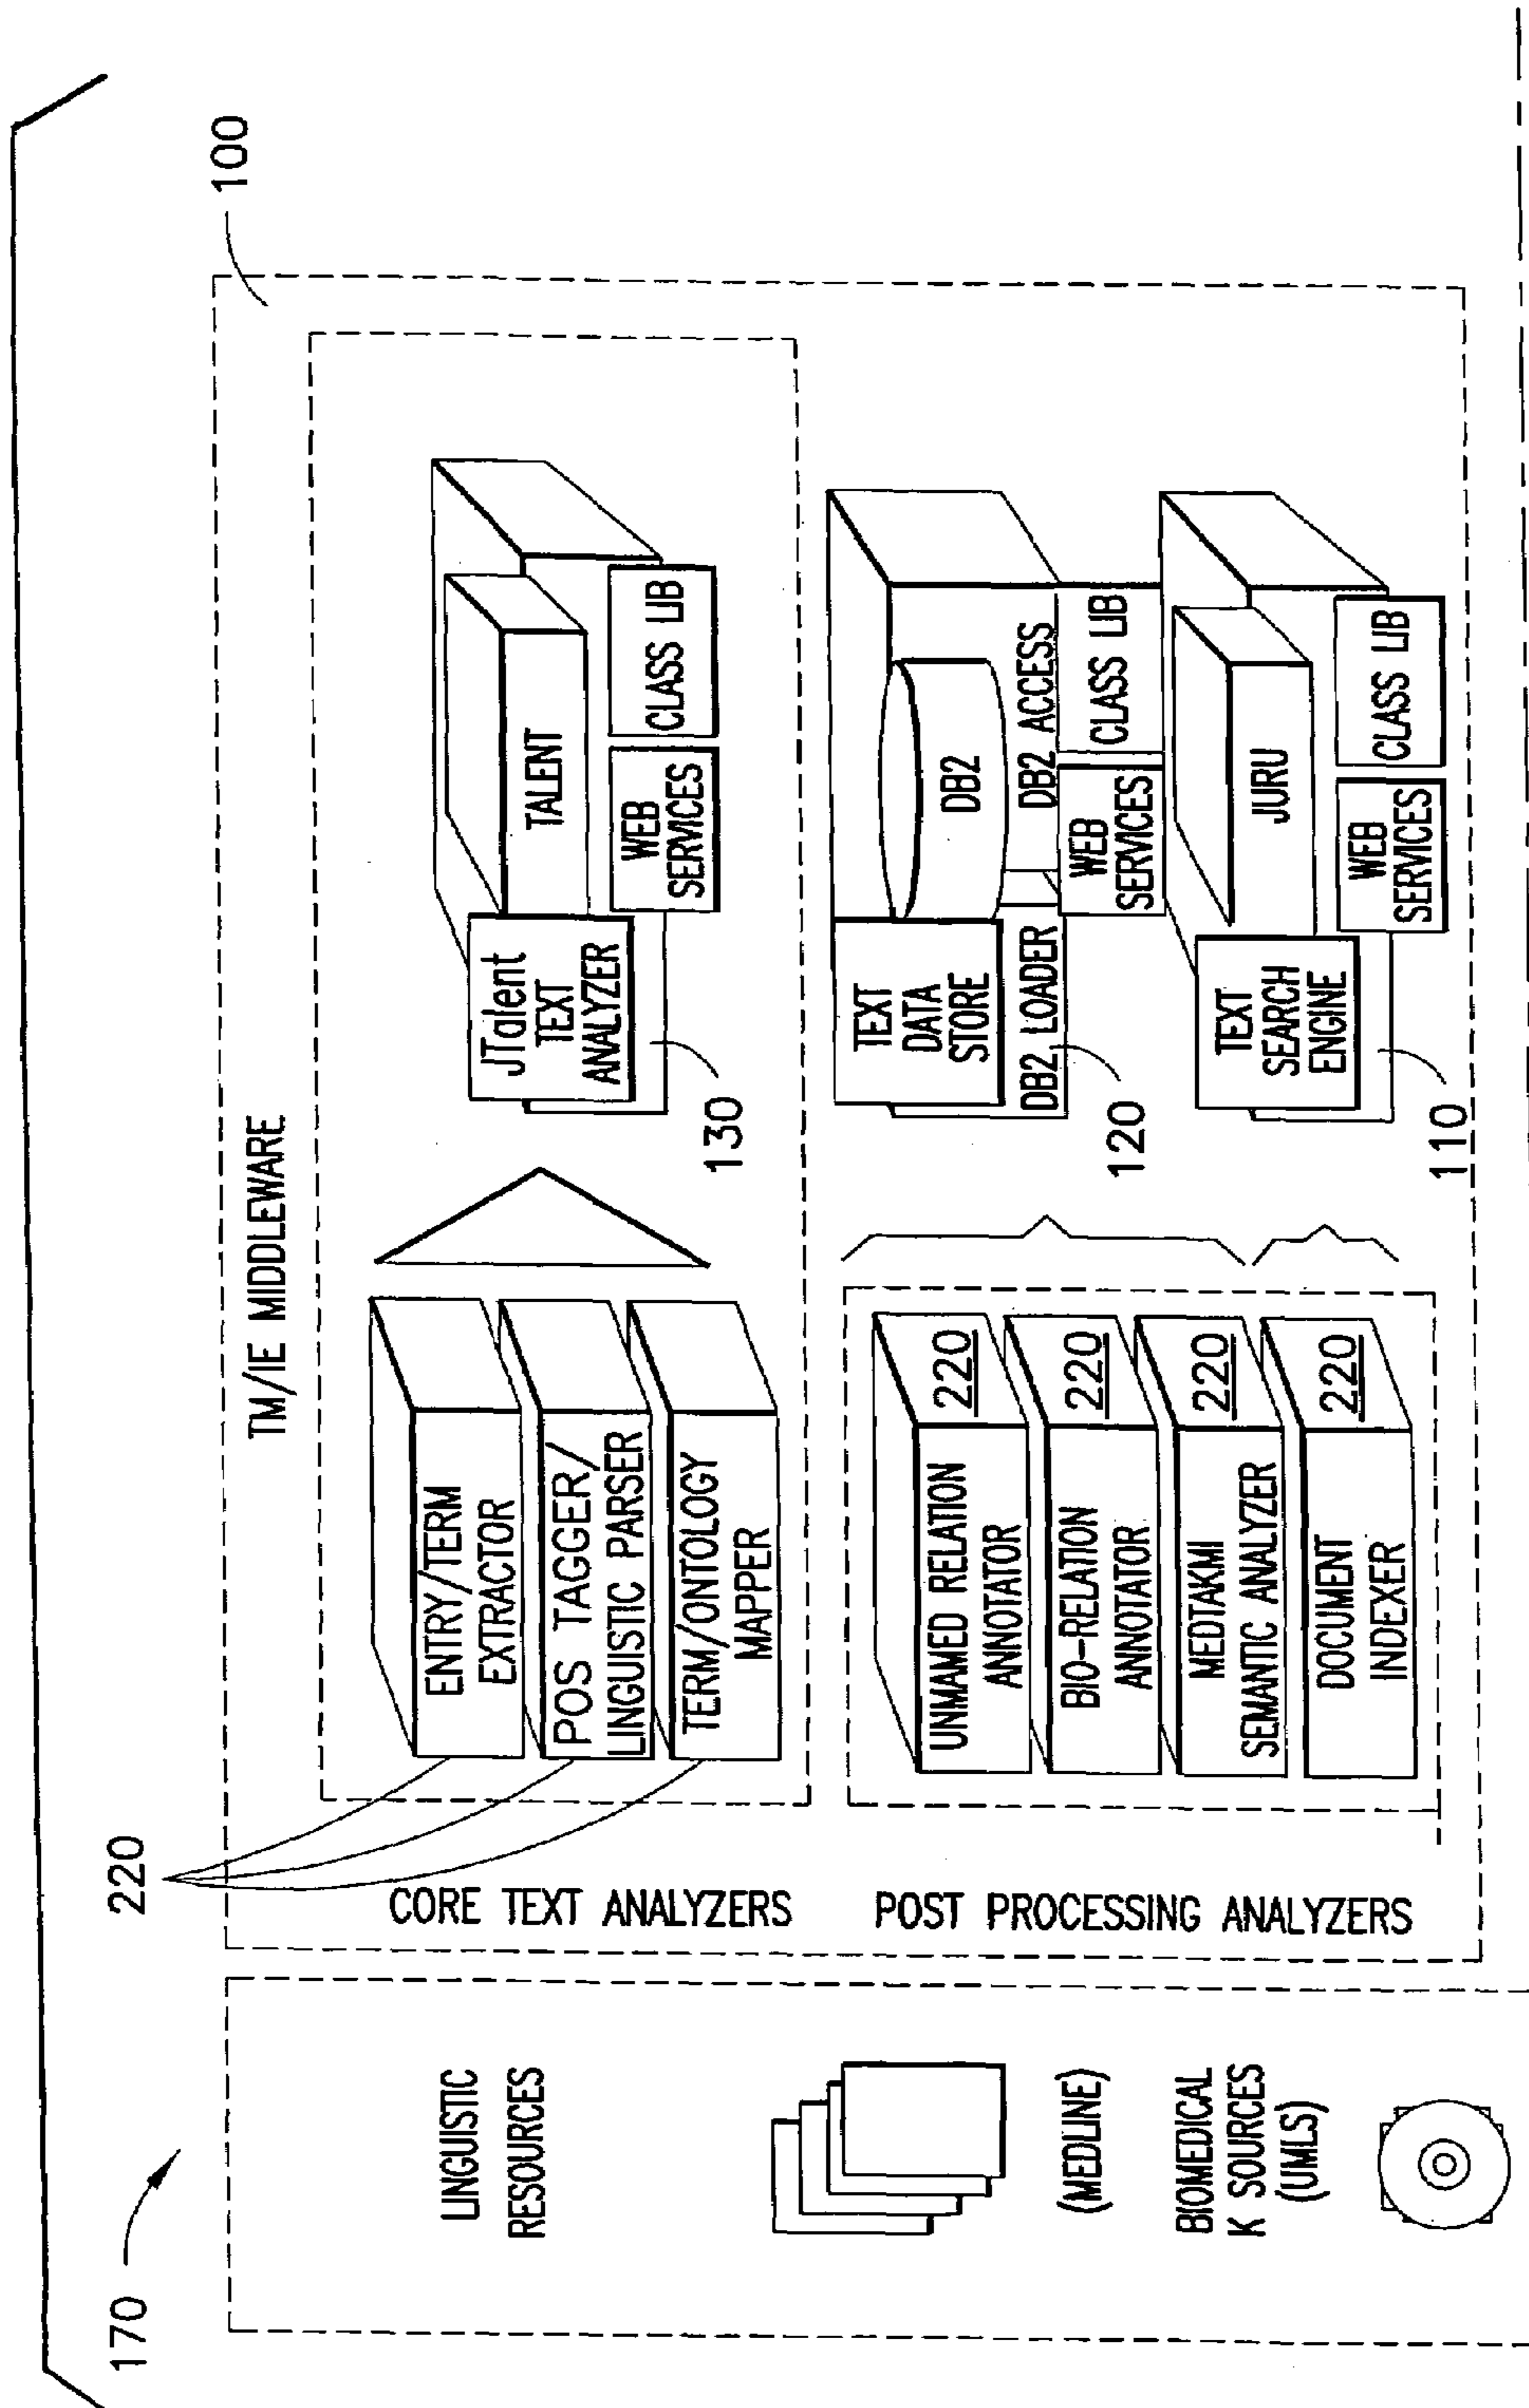 170
100
TM/IE MIDDLEWARE
220
LINGUISTIC
RESOURCES
(MEDLINE)
BIOMEDICAL
K SOURCES
(UMLS)
CORE TEXT ANALYZERS
ENTRY/TERM
EXTRACTOR
POS TAGGER/
LINGUISTIC PARSER
TERM/ONTOLOGY
MAPPER
JTalent
TEXT
ANALYZER
TALENT
WEB
SERVICES
CLASS LIB
130
POST PROCESSING ANALYZERS
UNMAMED RELATION
ANNOTATOR
220
BIO-RELATION
ANNOTATOR
220
MEDTAKMI
SEMANTIC ANALYZER
220
DOCUMENT
INDEXER
220
TEXT
DATA
STORE
DB2
DB2 LOADER
DB2 ACCESS
WEB
SERVICES
CLASS LIB
120
TEXT
SEARCH
ENGINE
JURU
WEB
SERVICES
CLASS LIB
110